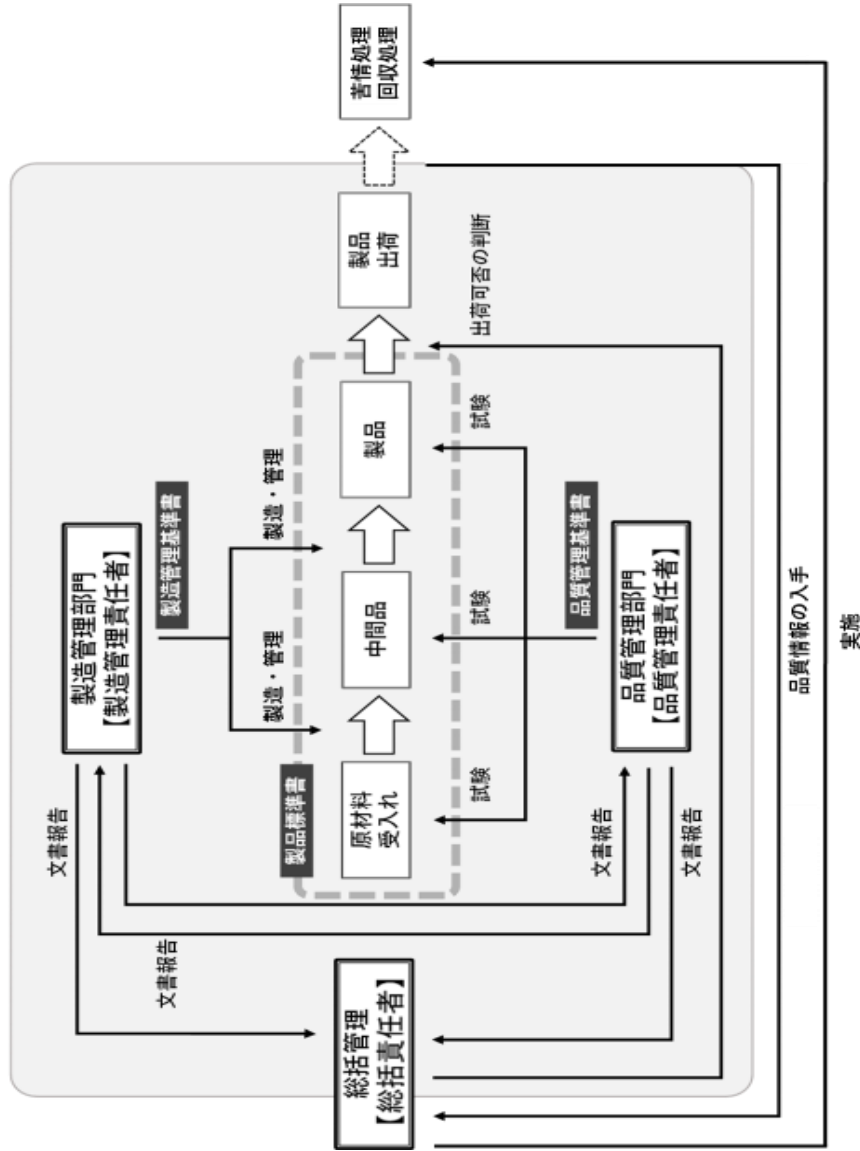 製造管理部門
【製造管理責任者】
製造管理基準書
文書報告
製造・管理
製造・管理
文書報告
製品標準書
総括管理
【総括責任者】
原材料
受入れ
中間品
製品
製品
出荷
苦情処理
回収処理
試験
試験
試験
出荷可否の判断
文書報告
品質管理基準書
品質管理部門
【品質管理責任者】
文書報告
品質情報の入手
実施